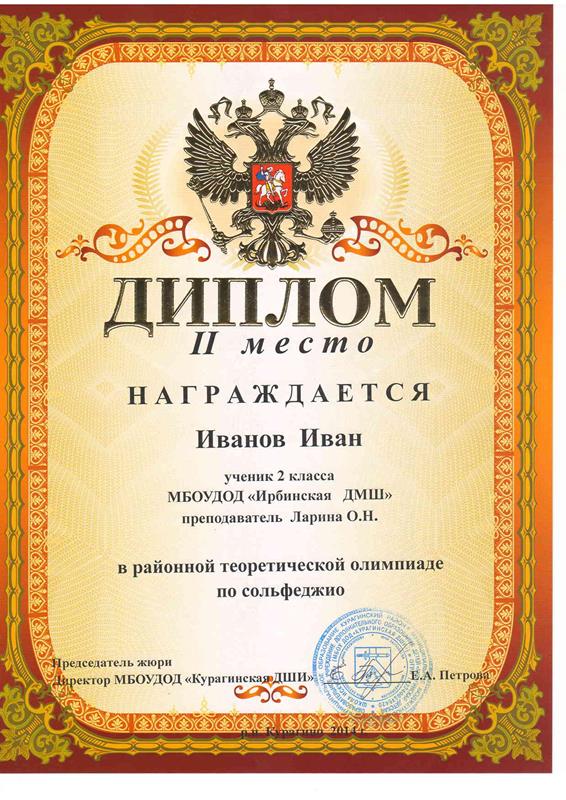 ДИПЛОМ
II место
НАГРАЖДАЕТСЯ
Иванов Иван
ученик 2 класса
МБОУДОД «Ирбинская ДМШ»
преподаватель Ларина О.Н.
в районной теоретической олимпиаде
по сольфеджио
Председатель жюри
Директор МБОУДОД «Курагинская ДШИ» Е.А. Петрова
р.п. Курагино 2014 г